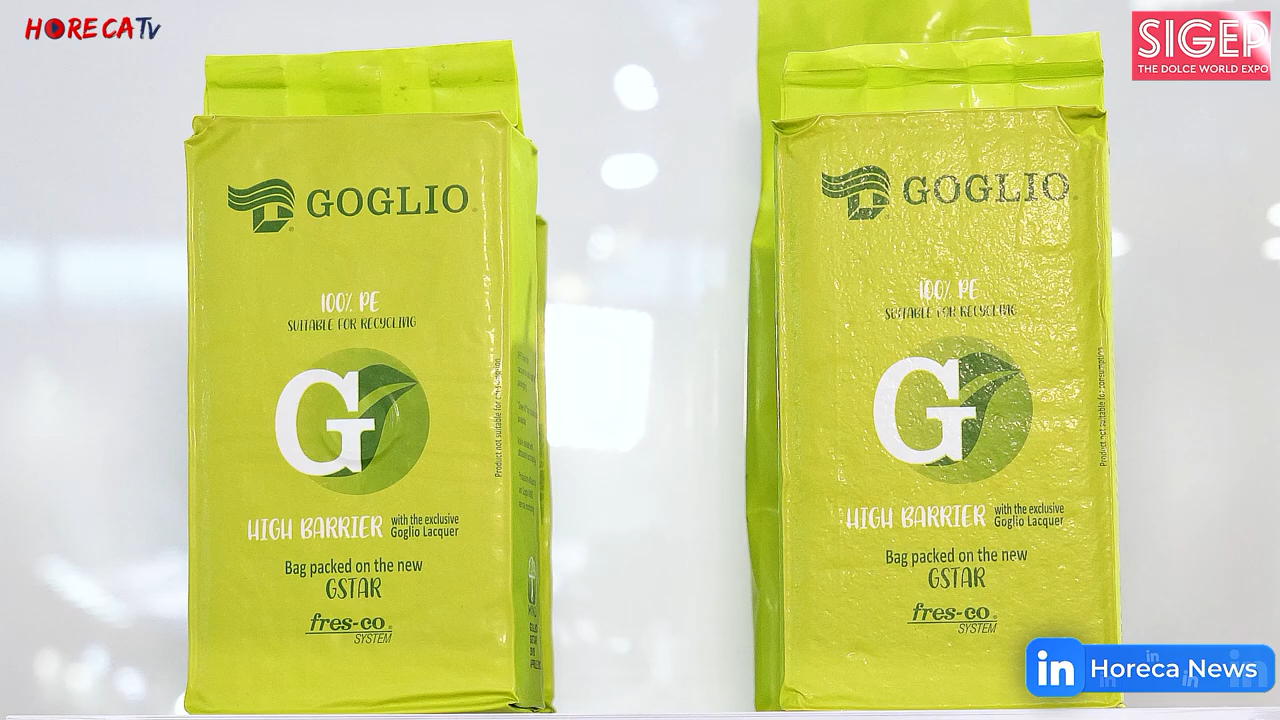 HORECATV
SIGEP
THE DOLCE WORLD EXPO
GOGLIO
100% PE
SUITABLE FOR RECYCLING
G
HIGH BARRIER with the exclusive
Goglio Lacquer
Bag packed on the new
GSTAR
fres-co
SYSTEM
Product not suitable for consumption
GOGLIO
100% PE
SUITABLE FOR RECYCLING
G
HIGH BARRIER with the exclusive
Goglio Lacquer
Bag packed on the new
GSTAR
fres-co
SYSTEM
Product not suitable for consumption
in Horeca News